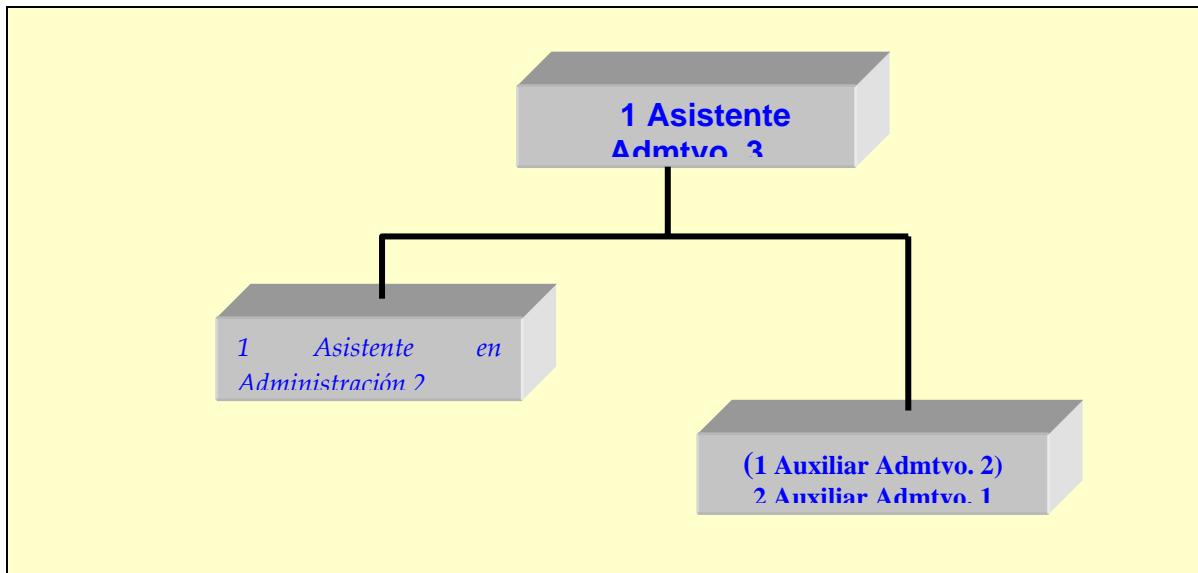 1 Asistente
Admtvo. 3
1 Asistente en
Administración 2
(1 Auxiliar Admtvo. 2)
2 Auxiliar Admtvo. 1